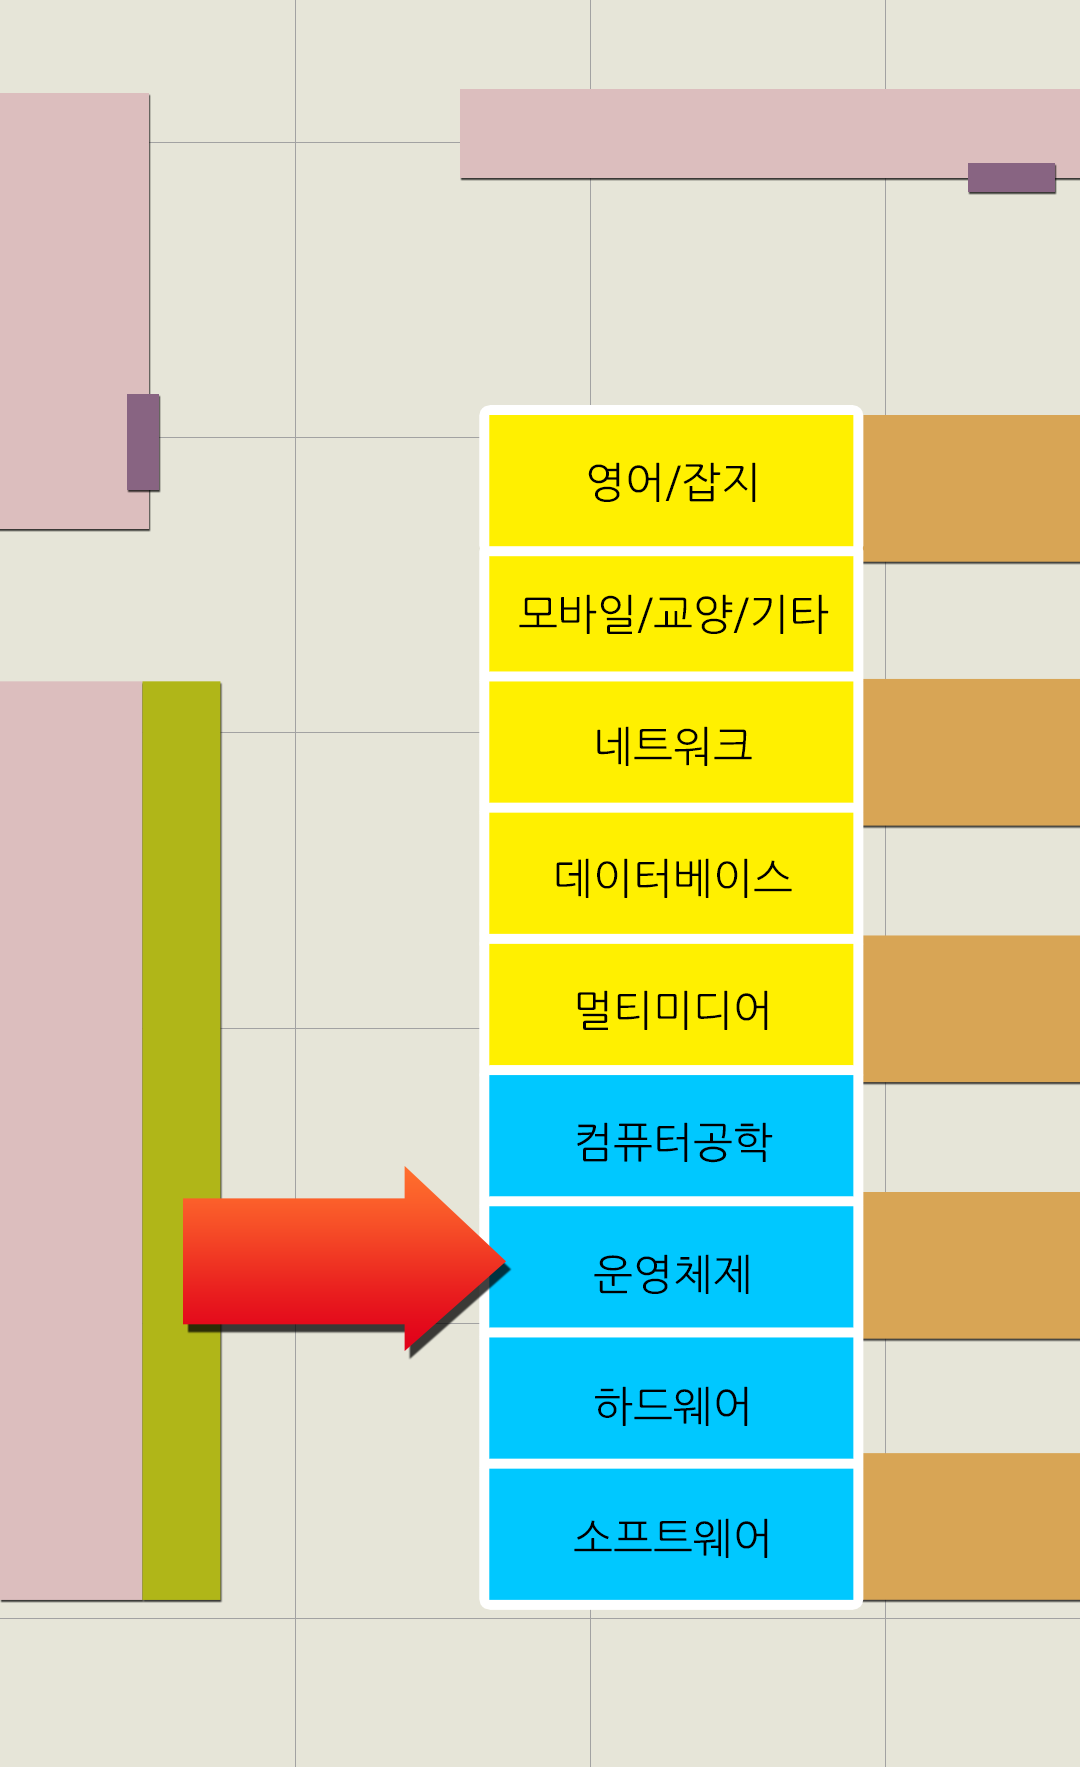 영어/잡지
모바일/교양/기타
네트워크
데이터베이스
멀티미디어
컴퓨터공학
운영체제
하드웨어
소프트웨어